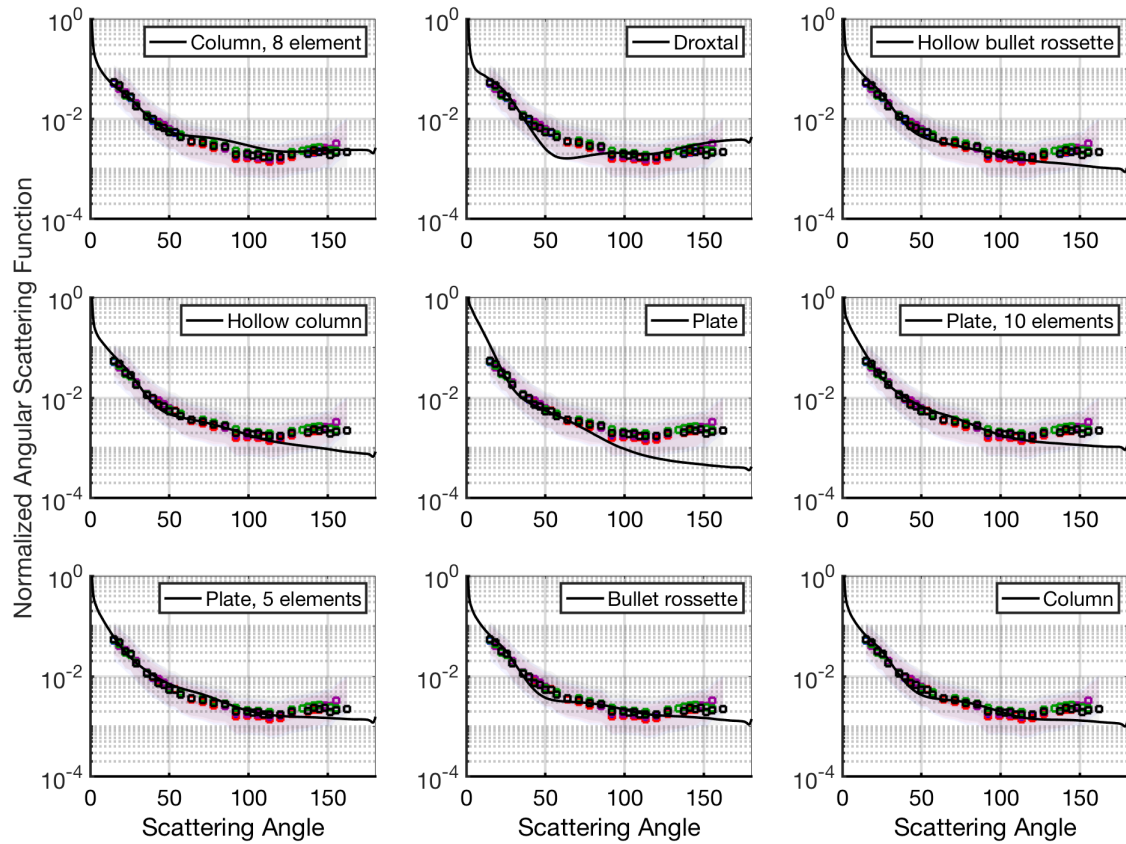 Normalized Angular Scattering Function
10^0
10^-2
10^-4
0 50 100 150
Column, 8 element
10^0
10^-2
10^-4
0 50 100 150
Droxtal
10^0
10^-2
10^-4
0 50 100 150
Hollow bullet rossette
10^0
10^-2
10^-4
0 50 100 150
Hollow column
10^0
10^-2
10^-4
0 50 100 150
Plate
10^0
10^-2
10^-4
0 50 100 150
Plate, 10 elements
10^0
10^-2
10^-4
0 50 100 150
Plate, 5 elements
Scattering Angle
10^0
10^-2
10^-4
0 50 100 150
Bullet rossette
Scattering Angle
10^0
10^-2
10^-4
0 50 100 150
Column
Scattering Angle